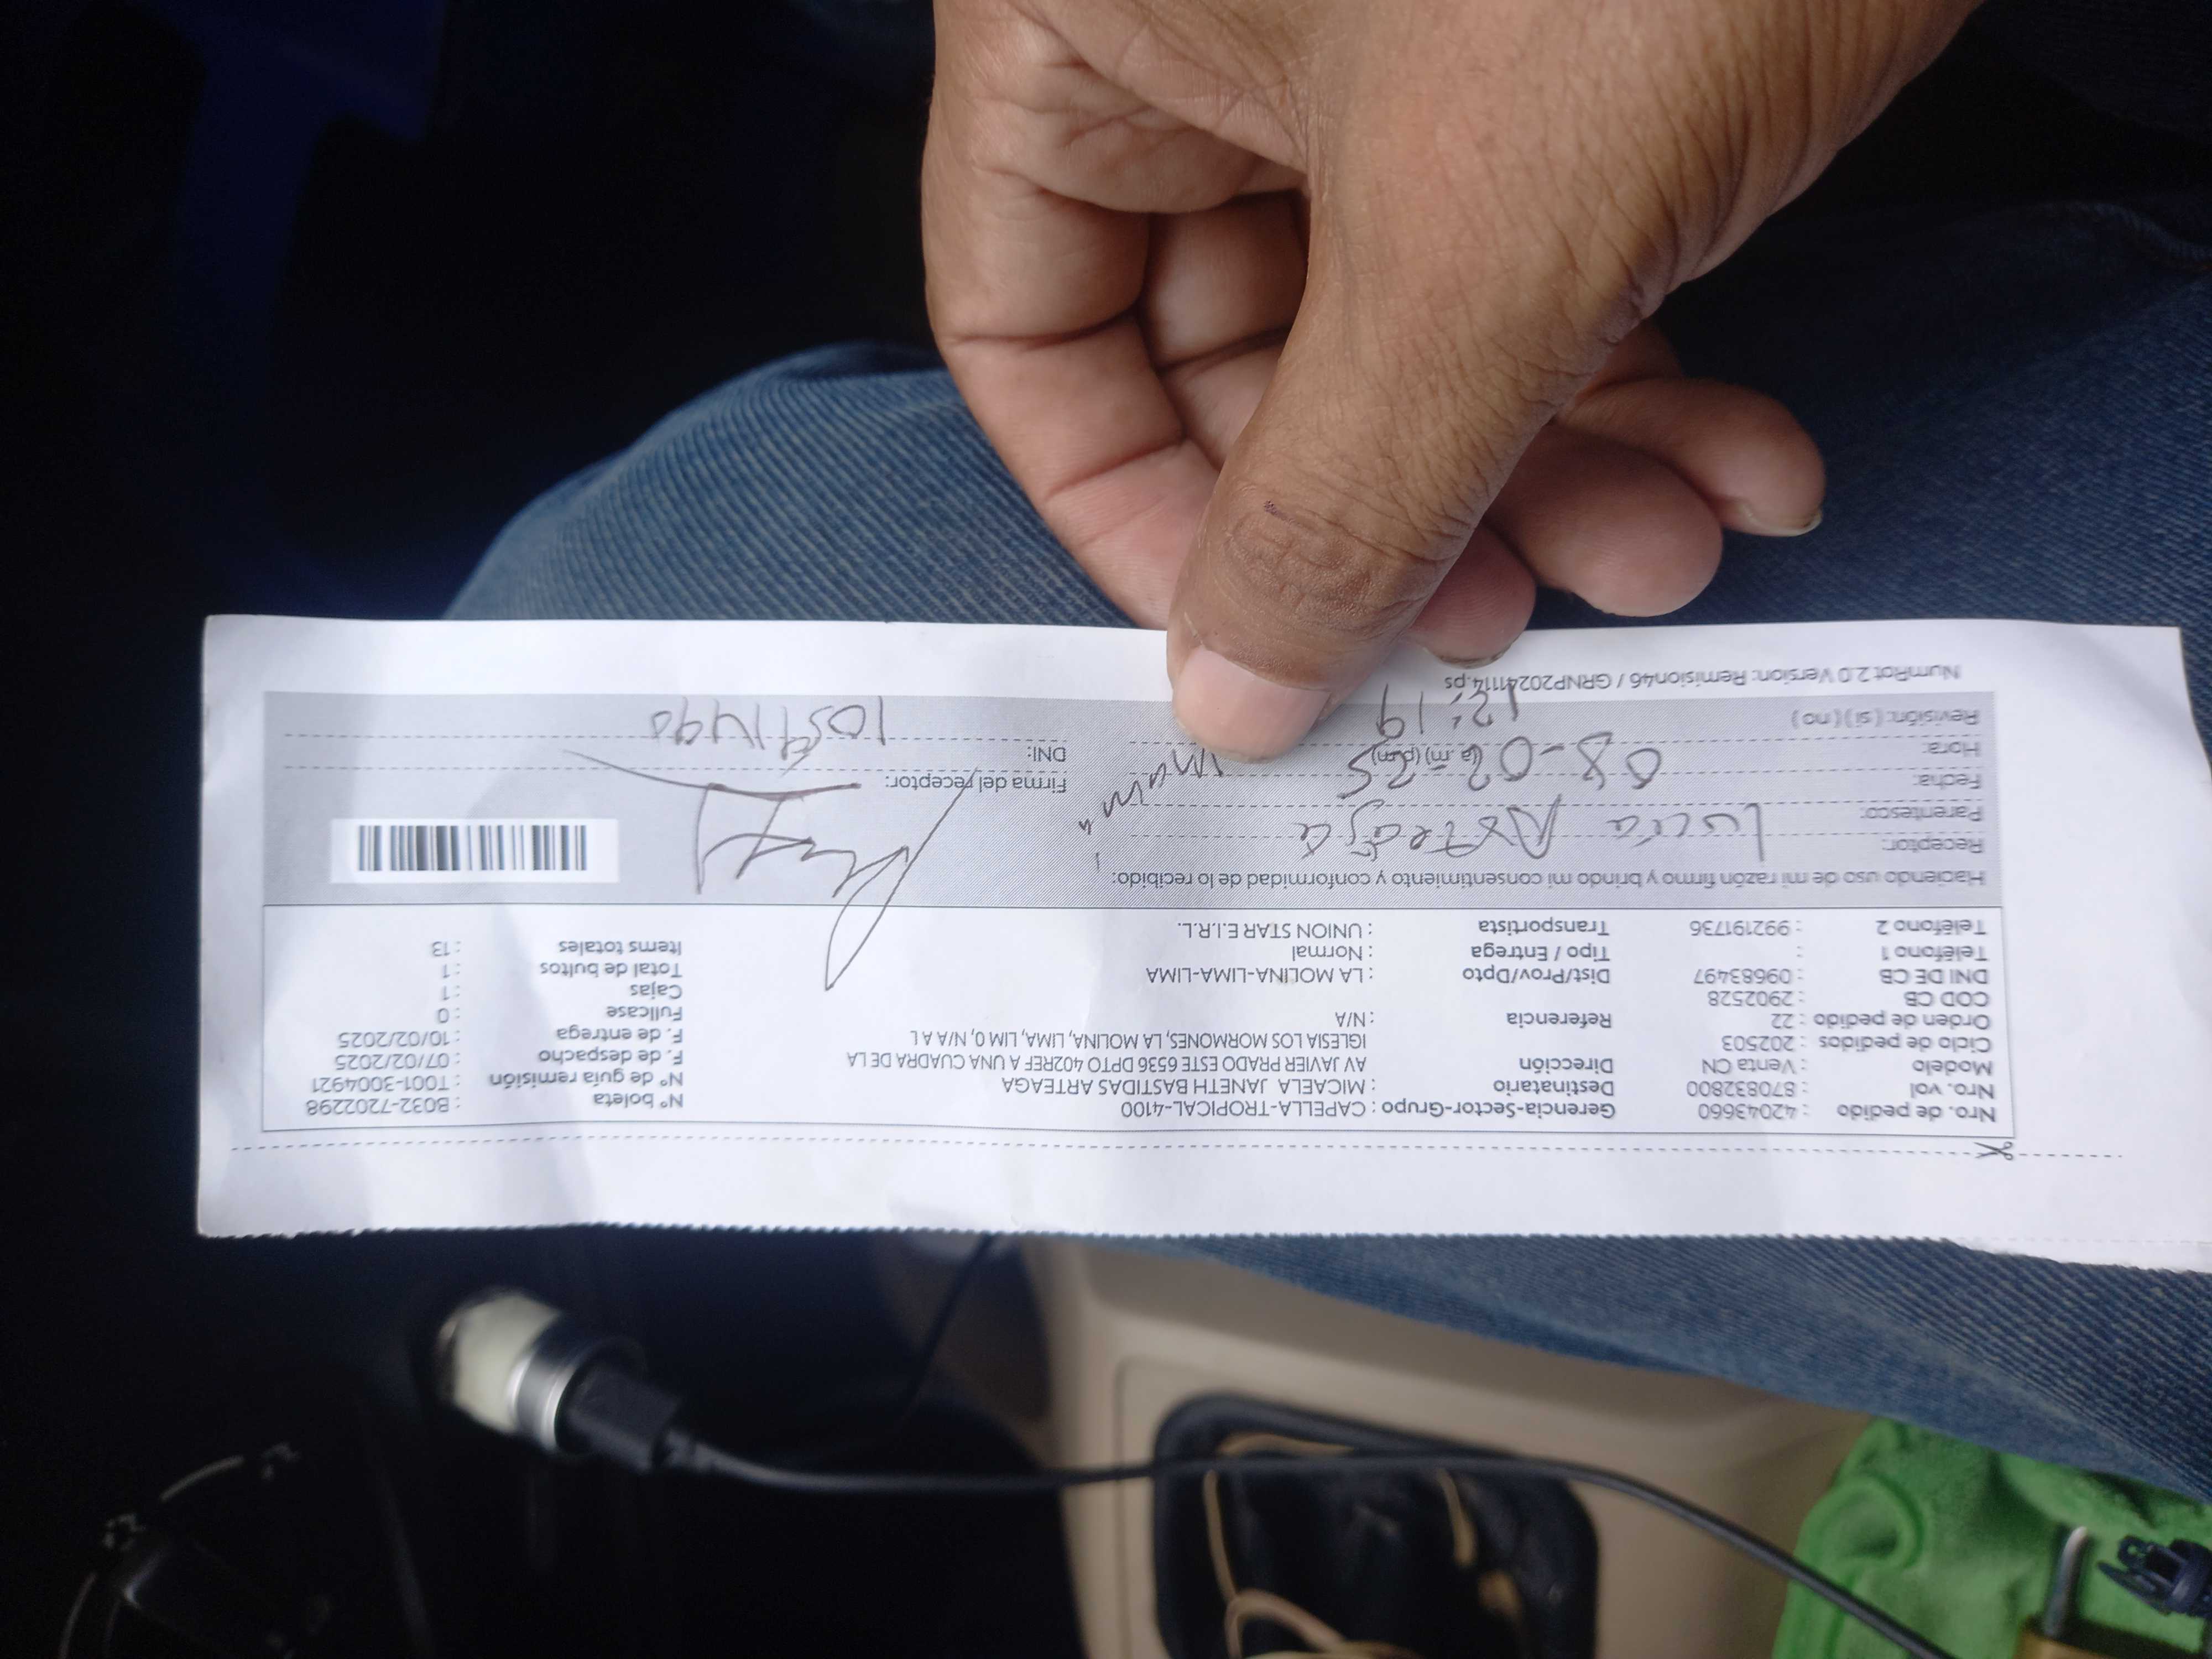 Nro. de pedido : 42043660 Gerencia-Sector-Grupo : CAPELLA-TROPICAL-4100 N° boleta : B032-7202298
Nro. vol : 870832800 Destinatario : MICAELA JANETH BASTIDAS ARTEAGA N° de guía remisión : T001-3004921
Modelo : Venta CN Dirección AV JAVIER PRADO ESTE 6536 DPTO 402REF A UNA CUADRA DE LA F. de despacho : 07/02/2025
Ciclo de pedidos : 202503 IGLESIA LOS MORMONES, LA MOLINA, LIMA, LIM 0, N/A A L F. de entrega : 10/02/2025
Orden de pedido : 22 Referencia : N/A Fullcase : 0
COD CB : 2902528 Cajas : 1
DNI DE CB : 09683497 Dist/Prov/Dpto : LA MOLINA-LIMA-LIMA Total de bultos : 1
Teléfono 1 : Tipo / Entrega : Normal Items totales : 13
Teléfono 2 : 992191736 Transportista : UNION STAR E.I.R.L.
Haciendo uso de mi razón firmo y brindo mi consentimiento y conformidad de lo recibido:
Receptor: Lucía
Parentesco:
Fecha: 08-02-25 Firma del receptor:
Hora: (a.m) (p.m) 12:19 DNI:
Revisión: ( si ) ( no )
NumRot 2.0 Version: Remision46 / GRNP20241114.ps